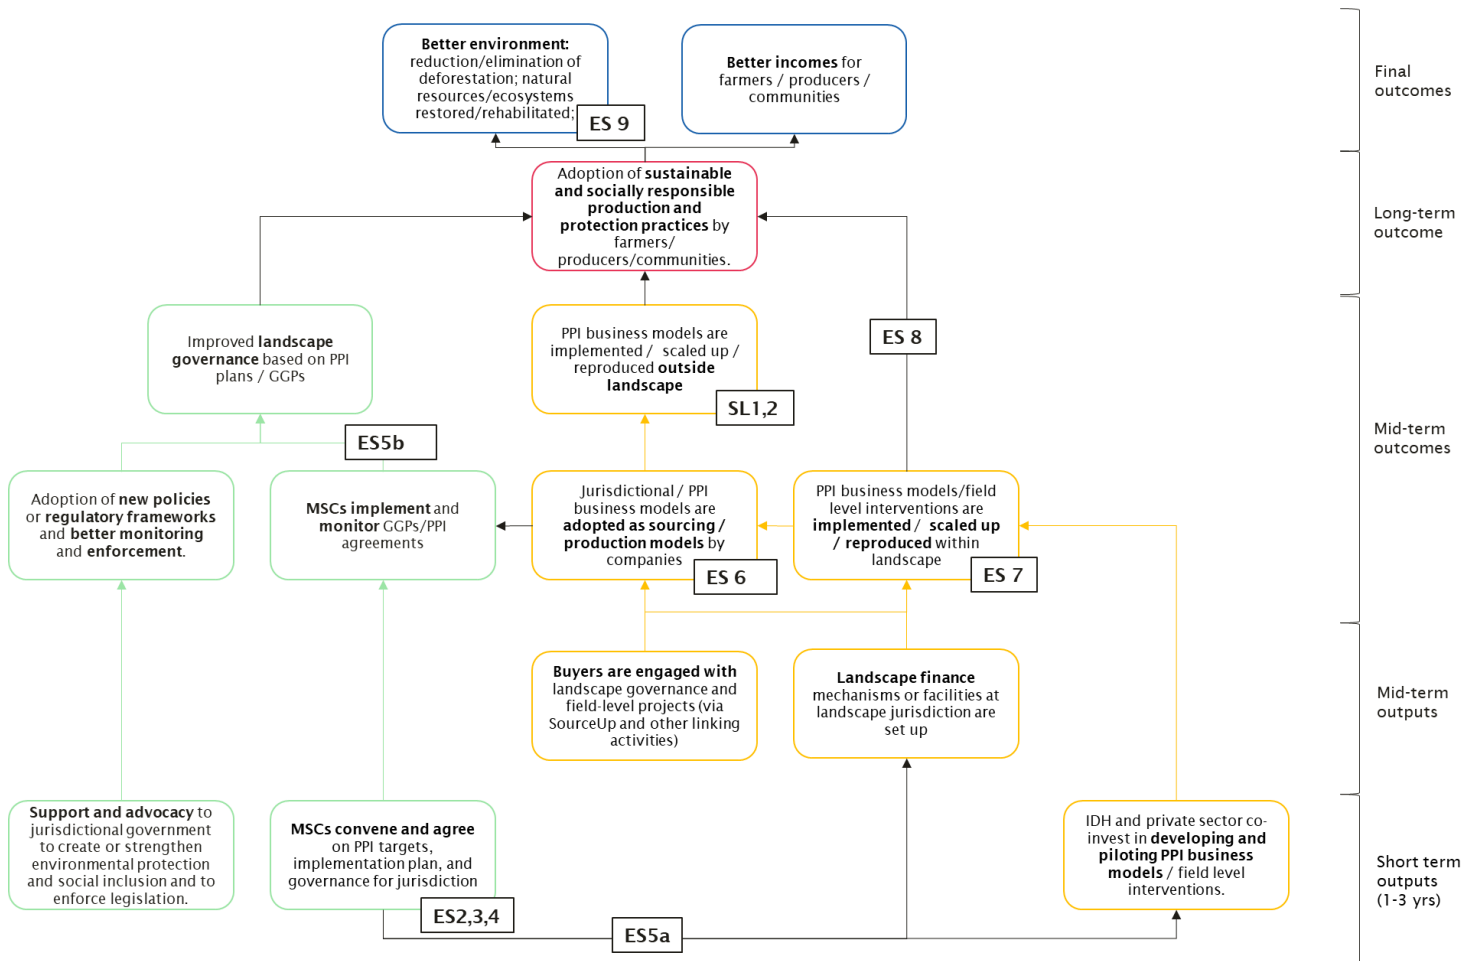 Better environment:
reduction/elimination of
deforestation; natural
resources/ecosystems
restored/rehabilitated;
ES 9
Better incomes for
farmers / producers /
communities
Final
outcomes
Adoption of sustainable
and socially responsible
production and
protection practices by
farmers/
producers/communities.
Long-term
outcome
Improved landscape
governance based on PPI
plans / GGPs
PPI business models are
implemented / scaled up /
reproduced outside
landscape
SL1,2
ES 8
Mid-term
outcomes
ES5b
Adoption of new policies
or regulatory frameworks
and better monitoring
and enforcement.
MSCs implement and
monitor GGPs/PPI
agreements
Jurisdictional / PPI
business models are
adopted as sourcing /
production models by
companies
ES 6
PPI business models/field
level interventions are
implemented / scaled up
/ reproduced within
landscape
ES 7
Buyers are engaged with
landscape governance and
field-level projects (via
SourceUp and other linking
activities)
Landscape finance
mechanisms or facilities at
landscape jurisdiction are
set up
Mid-term
outputs
Support and advocacy to
jurisdictional government
to create or strengthen
environmental protection
and social inclusion and to
enforce legislation.
MSCs convene and agree
on PPI targets,
implementation plan, and
governance for jurisdiction
ES2,3,4
ES5a
IDH and private sector co-
invest in developing and
piloting PPI business
models / field level
interventions.
Short term
outputs
(1-3 yrs)